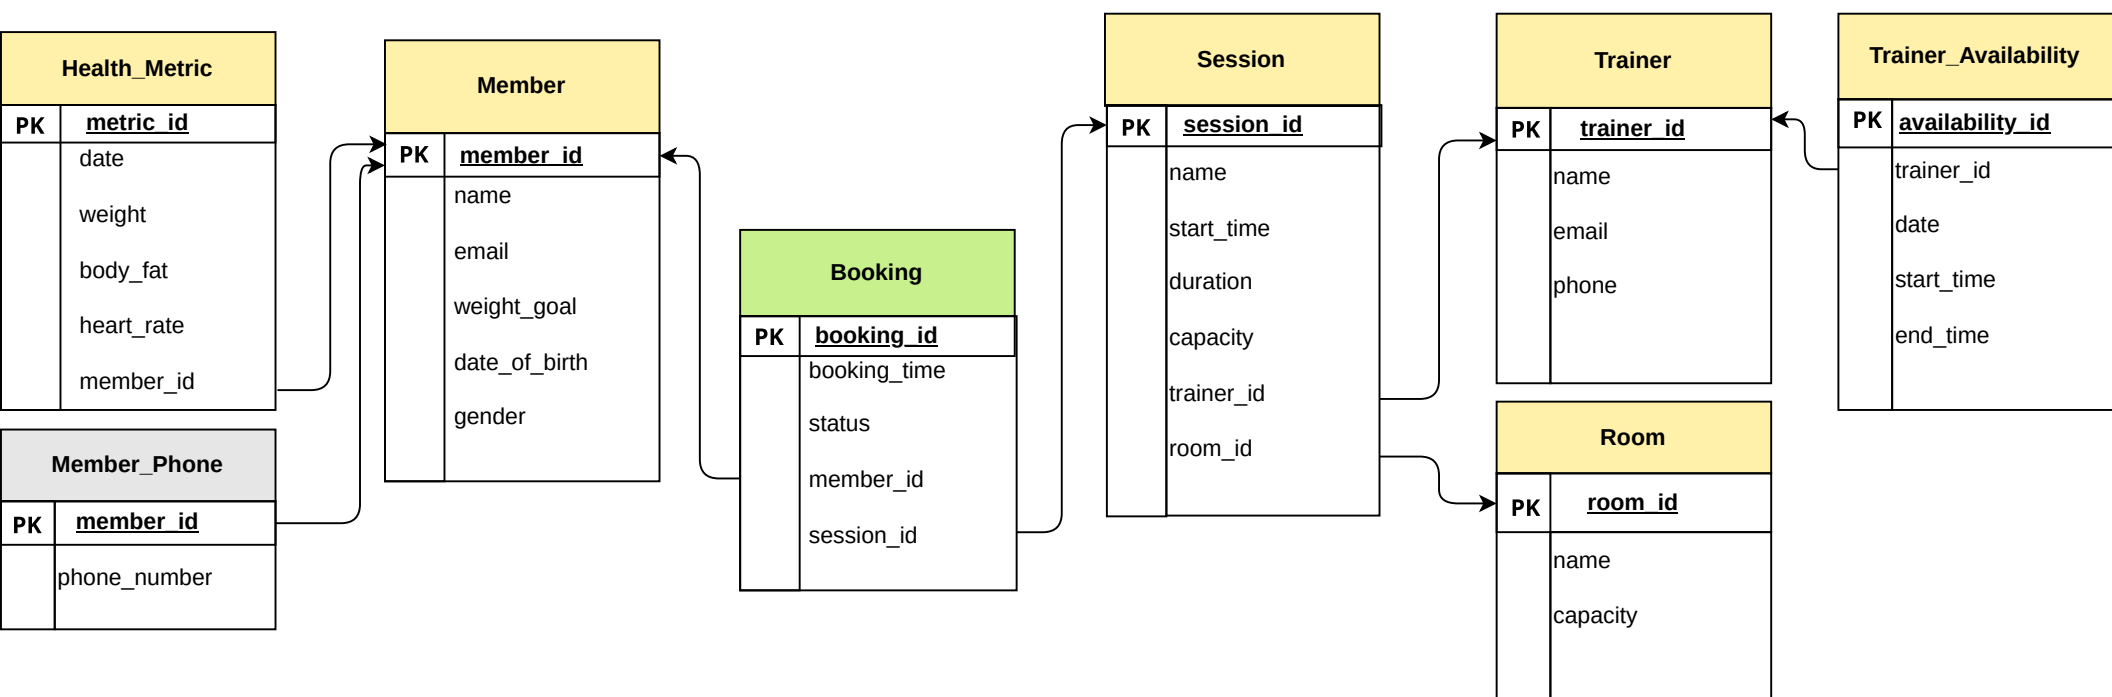 Health_Metric
PK metric_id
date
weight
body_fat
heart_rate
member_id
Member_Phone
PK member_id
phone_number
Member
PK member_id
name
email
weight_goal
date_of_birth
gender
Booking
PK booking_id
booking_time
status
member_id
session_id
Session
PK session_id
name
start_time
duration
capacity
trainer_id
room_id
Trainer
PK trainer_id
name
email
phone
Room
PK room_id
name
capacity
Trainer_Availability
PK availability_id
trainer_id
date
start_time
end_time